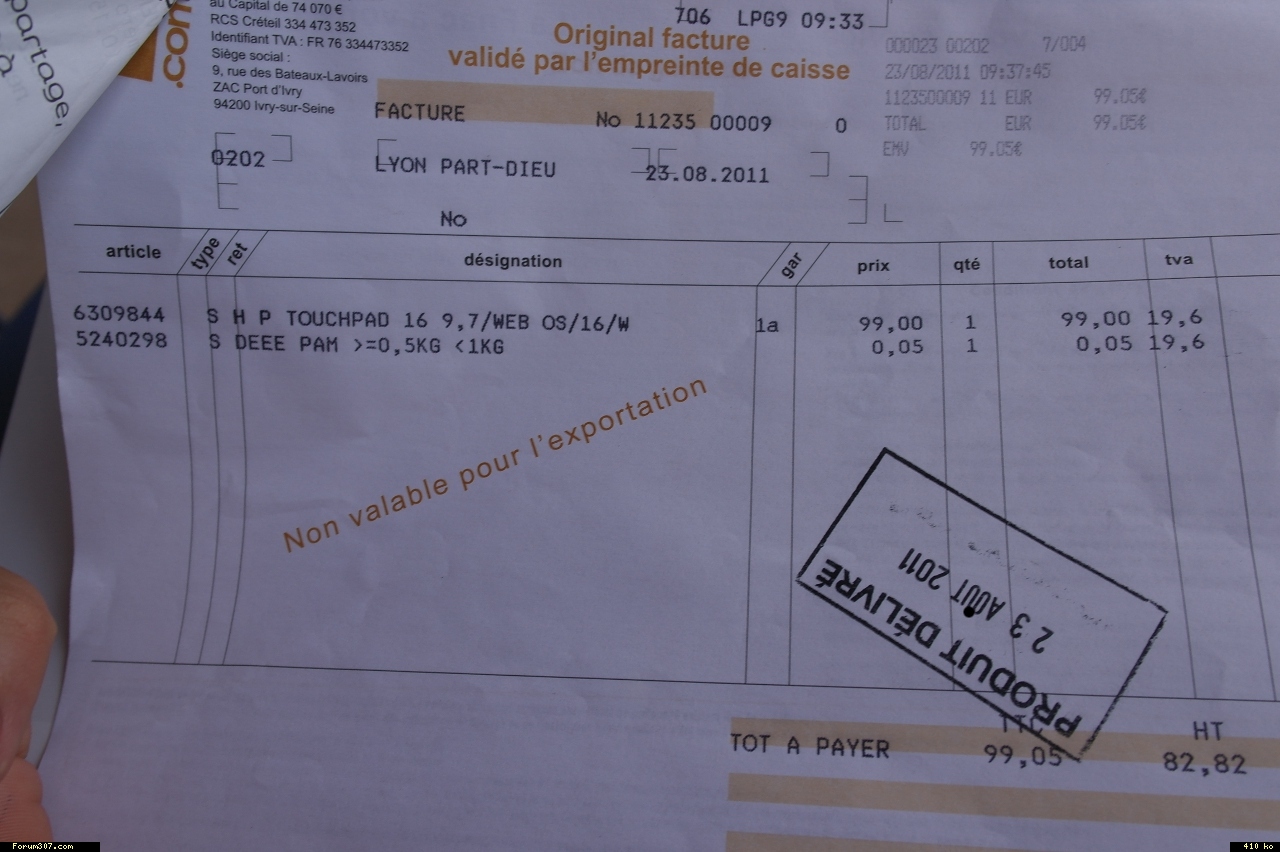 partage,
à
.com
au Capital de 74 070 €
RCS Créteil 334 473 352
Identifiant TVA : FR 76 334473352
Siège social :
9, rue des Bateaux-Lavoirs
ZAC Port d'Ivry
94200 Ivry-sur-Seine
706 LPG9 09:33
Original facture
validé par l'empreinte de caisse
000023 00202 7/004
23/08/2011 09:37:45
1123500009 11 EUR 99.05€
TOTAL EUR 99.05€
EMV 99.05€
FACTURE No 11235 00009 0
0202 LYON PART-DIEU 23.08.2011
No
article type ret désignation gar prix qté total tva
6309844 S H P TOUCHPAD 16 9,7/WEB OS/16/W 1a 99,00 1 99,00 19,6
5240298 S DEEE PAM >=0,5KG <1KG 0,05 1 0,05 19,6
Non valable pour l'exportation
PRODUIT DÉLIVRÉ
23 AOUT 2011
TTC HT
TOT A PAYER 99,05 82,82
Forum307.com
410 ko